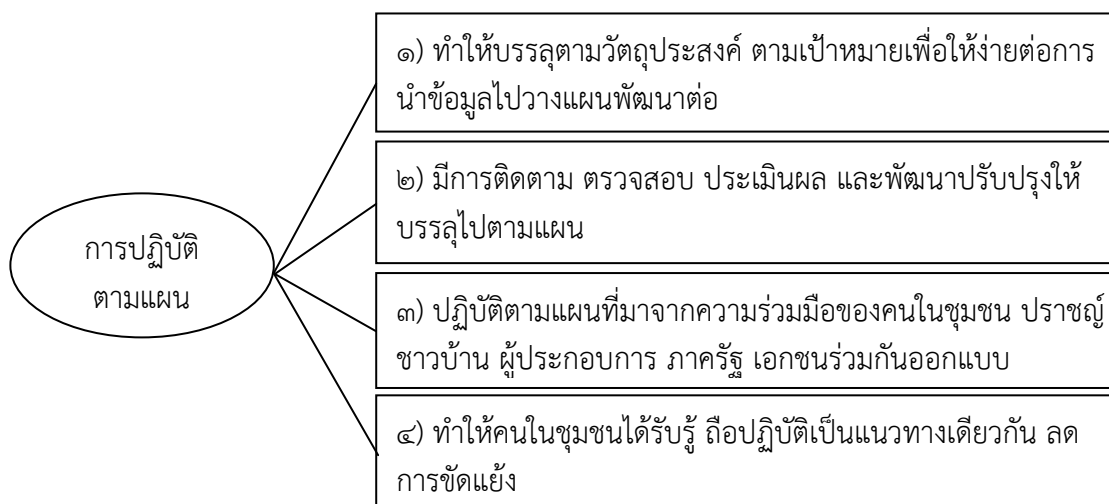 ๑) ทำให้บรรลุตามวัตถุประสงค์ ตามเป้าหมายเพื่อให้ง่ายต่อการ
นำข้อมูลไปวางแผนพัฒนาต่อ
๒) มีการติดตาม ตรวจสอบ ประเมินผล และพัฒนาปรับปรุงให้
บรรลุไปตามแผน
การปฏิบัติ
ตามแผน
๓) ปฏิบัติตามแผนที่มาจากความร่วมมือของคนในชุมชน ปราชญ์
ชาวบ้าน ผู้ประกอบการ ภาครัฐ เอกชนร่วมกันออกแบบ
๔) ทำให้คนในชุมชนได้รับรู้ ถือปฏิบัติเป็นแนวทางเดียวกัน ลด
การขัดแย้ง